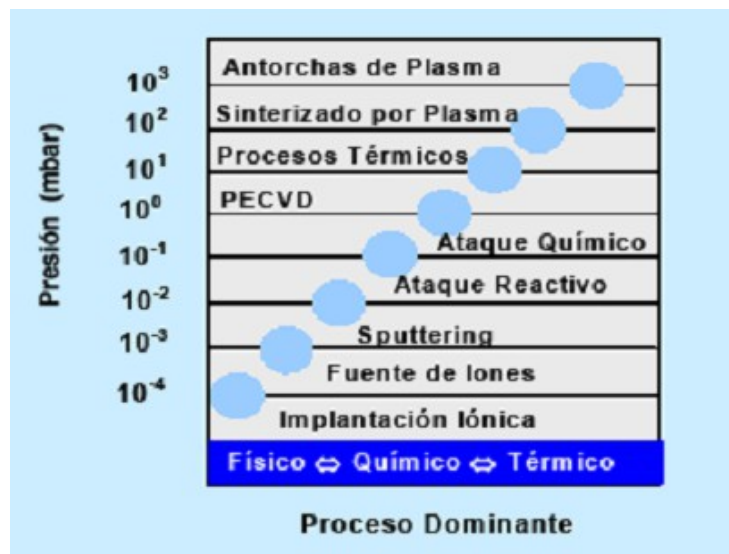 Presión (mbar)
10³
10²
10¹
10⁰
10⁻¹
10⁻²
10⁻³
10⁻⁴
Antorchas de Plasma
Sinterizado por Plasma
Procesos Térmicos
PECVD
Ataque Químico
Ataque Reactivo
Sputtering
Fuente de Iones
Implantación Iónica
Físico ⇔ Químico ⇔ Térmico
Proceso Dominante